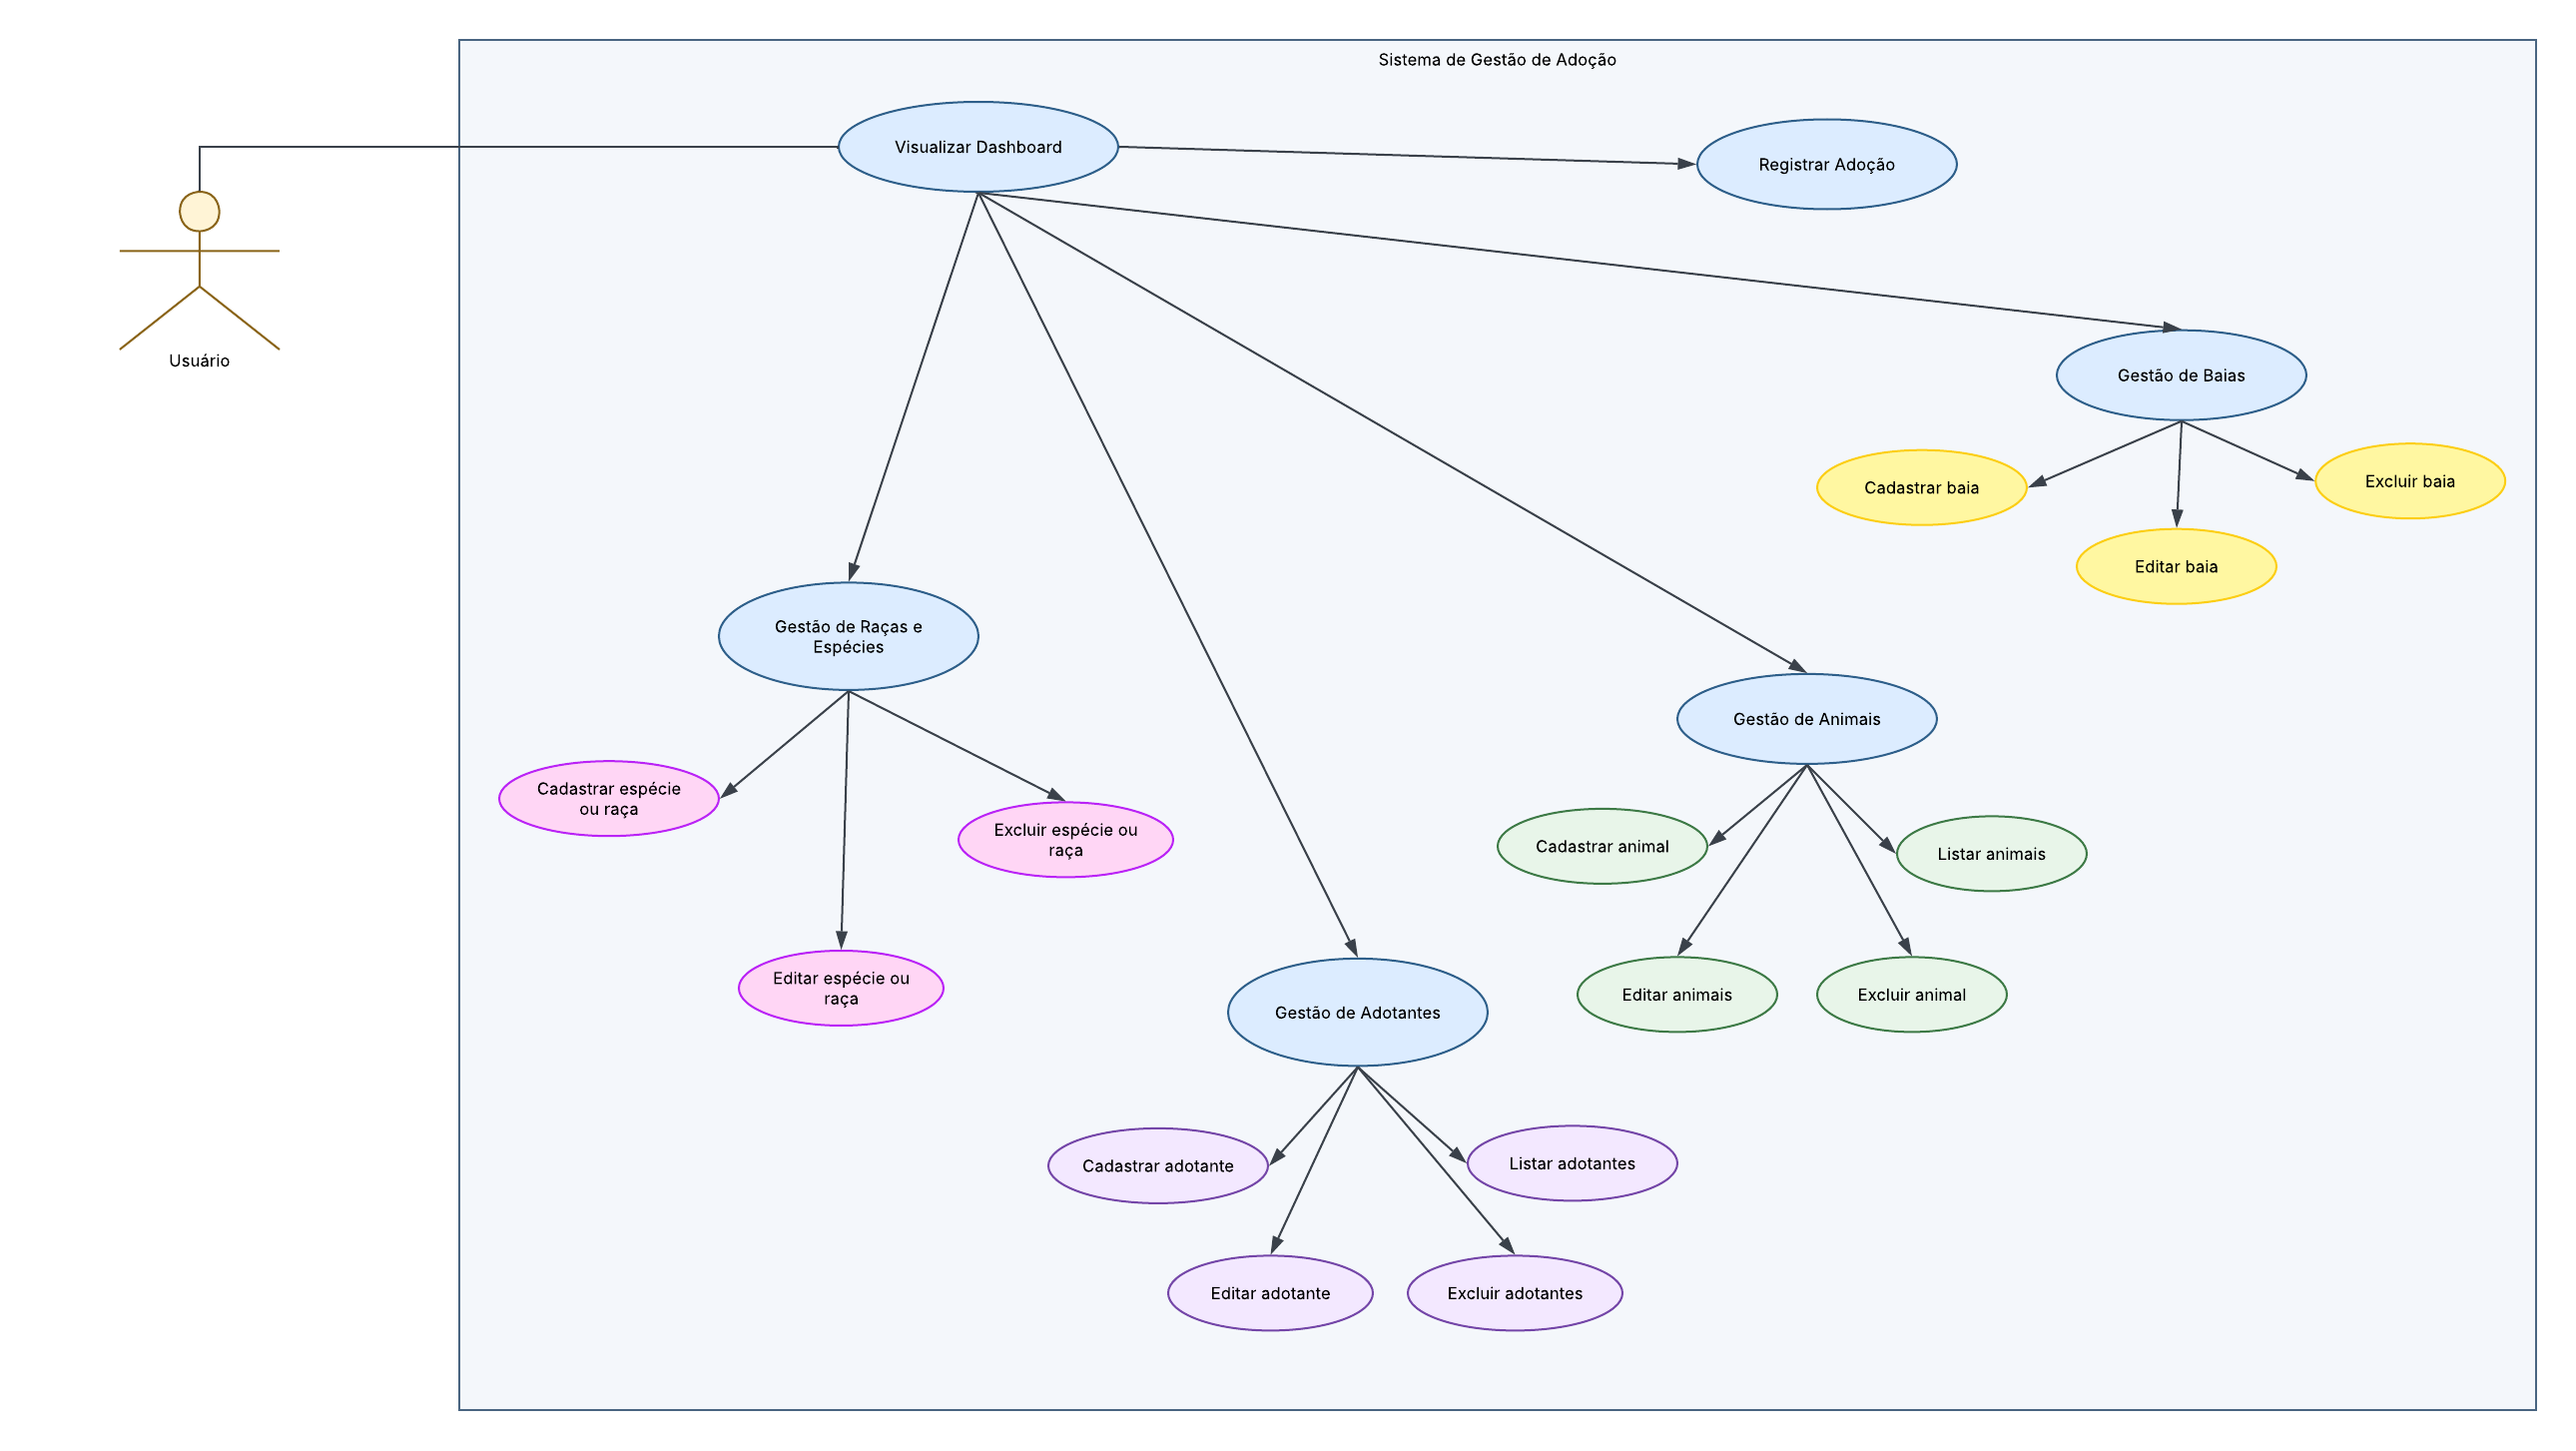 Sistema de Gestão de Adoção
Visualizar Dashboard
Registrar Adoção
Usuário
Gestão de Baias
Cadastrar baia
Excluir baia
Editar baia
Gestão de Raças e
Espécies
Gestão de Animais
Cadastrar espécie
ou raça
Excluir espécie ou
raça
Cadastrar animal
Listar animais
Editar espécie ou
raça
Editar animais
Excluir animal
Gestão de Adotantes
Cadastrar adotante
Listar adotantes
Editar adotante
Excluir adotantes